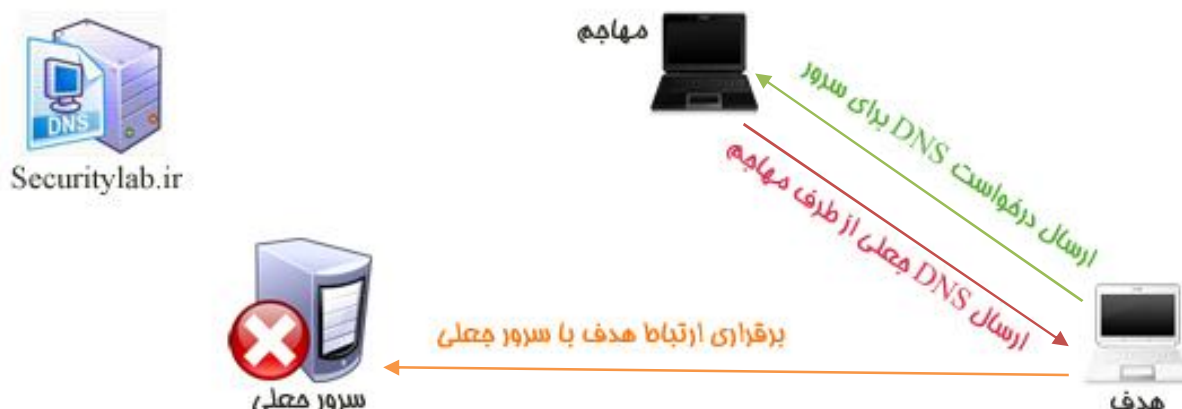 مهاجم
DNS
Securitylab.ir
ارسال درخواست DNS برای سرور
ارسال DNS جعلی از طرف مهاجم
برقراری ارتباط هدف با سرور جعلی
سرور جعلی
هدف